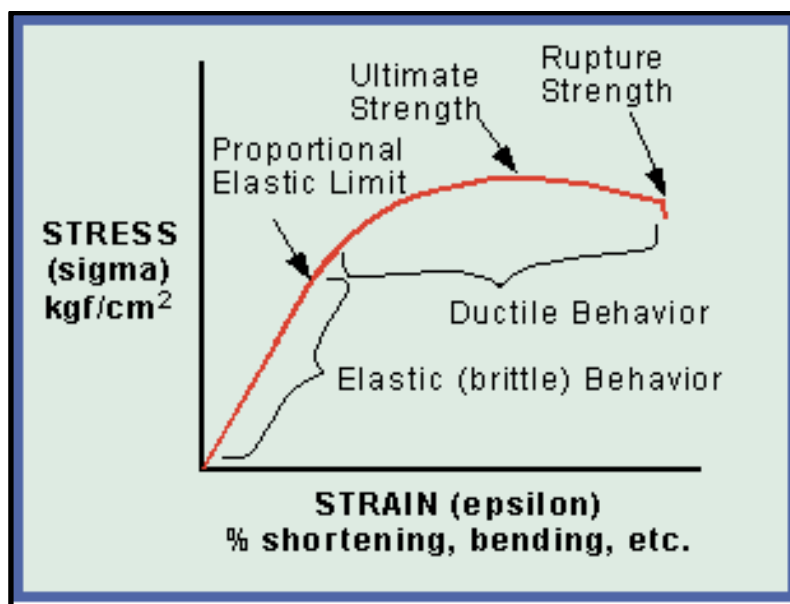 Ultimate
Strength
Rupture
Strength
Proportional
Elastic Limit
STRESS
(sigma)
kgf/cm²
Ductile Behavior
Elastic (brittle) Behavior
STRAIN (epsilon)
% shortening, bending, etc.